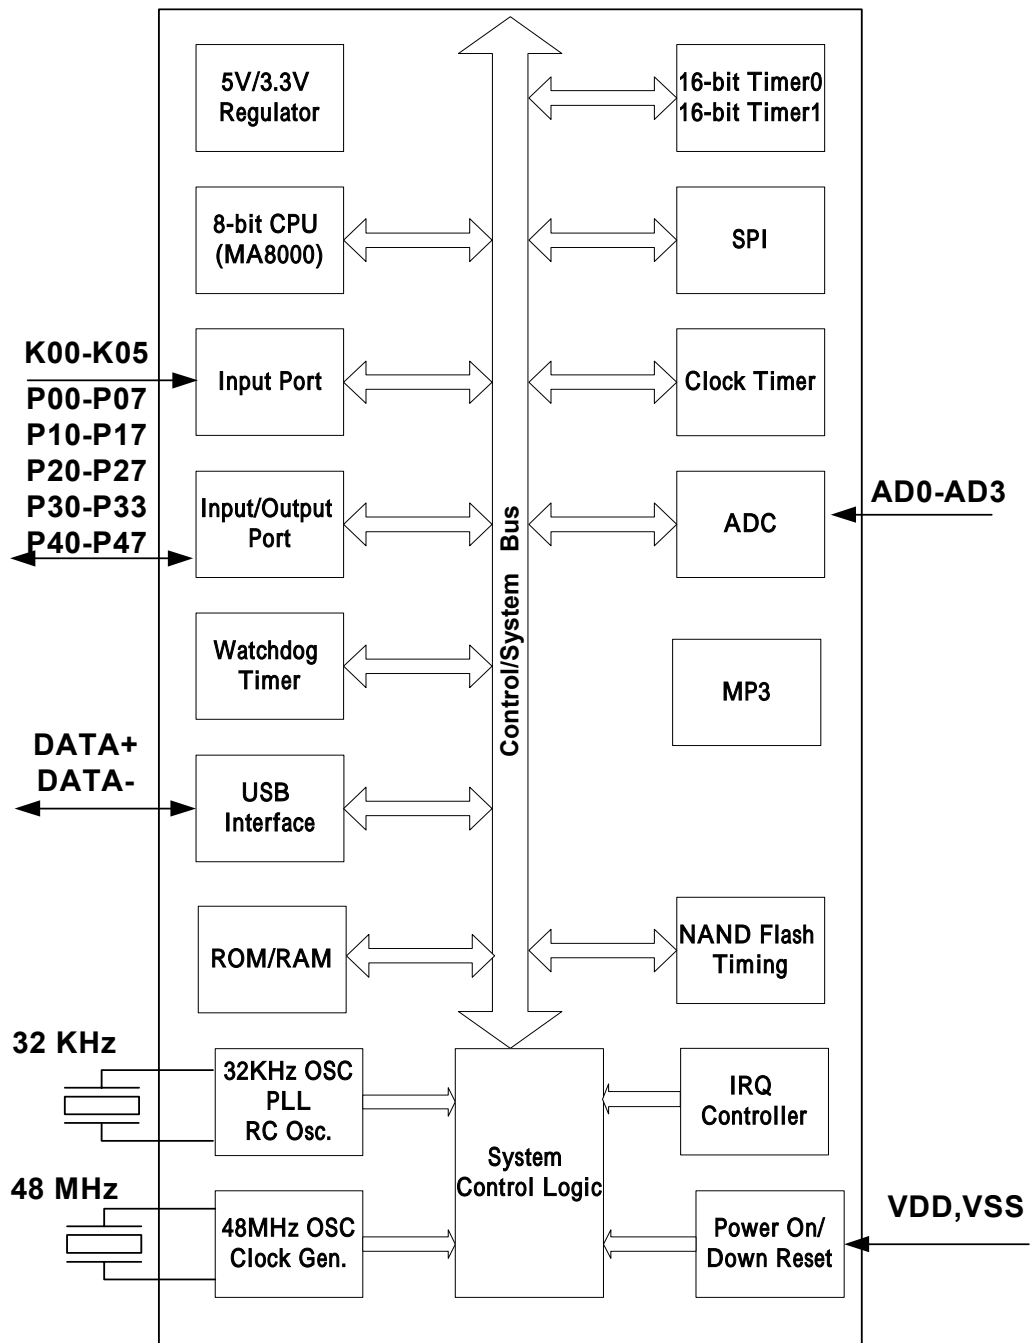 5V/3.3V
Regulator
16-bit Timer0
16-bit Timer1
8-bit CPU
(MA8000)
SPI
K00-K05
Input Port
Clock Timer
P00-P07
P10-P17
P20-P27
P30-P33
P40-P47
Input/Output
Port
ADC
AD0-AD3
Control/System Bus
Watchdog
Timer
MP3
DATA+
DATA-
USB
Interface
ROM/RAM
NAND Flash
Timing
32 KHz
32KHz OSC
PLL
RC Osc.
System
Control Logic
IRQ
Controller
48 MHz
48MHz OSC
Clock Gen.
Power On/
Down Reset
VDD,VSS